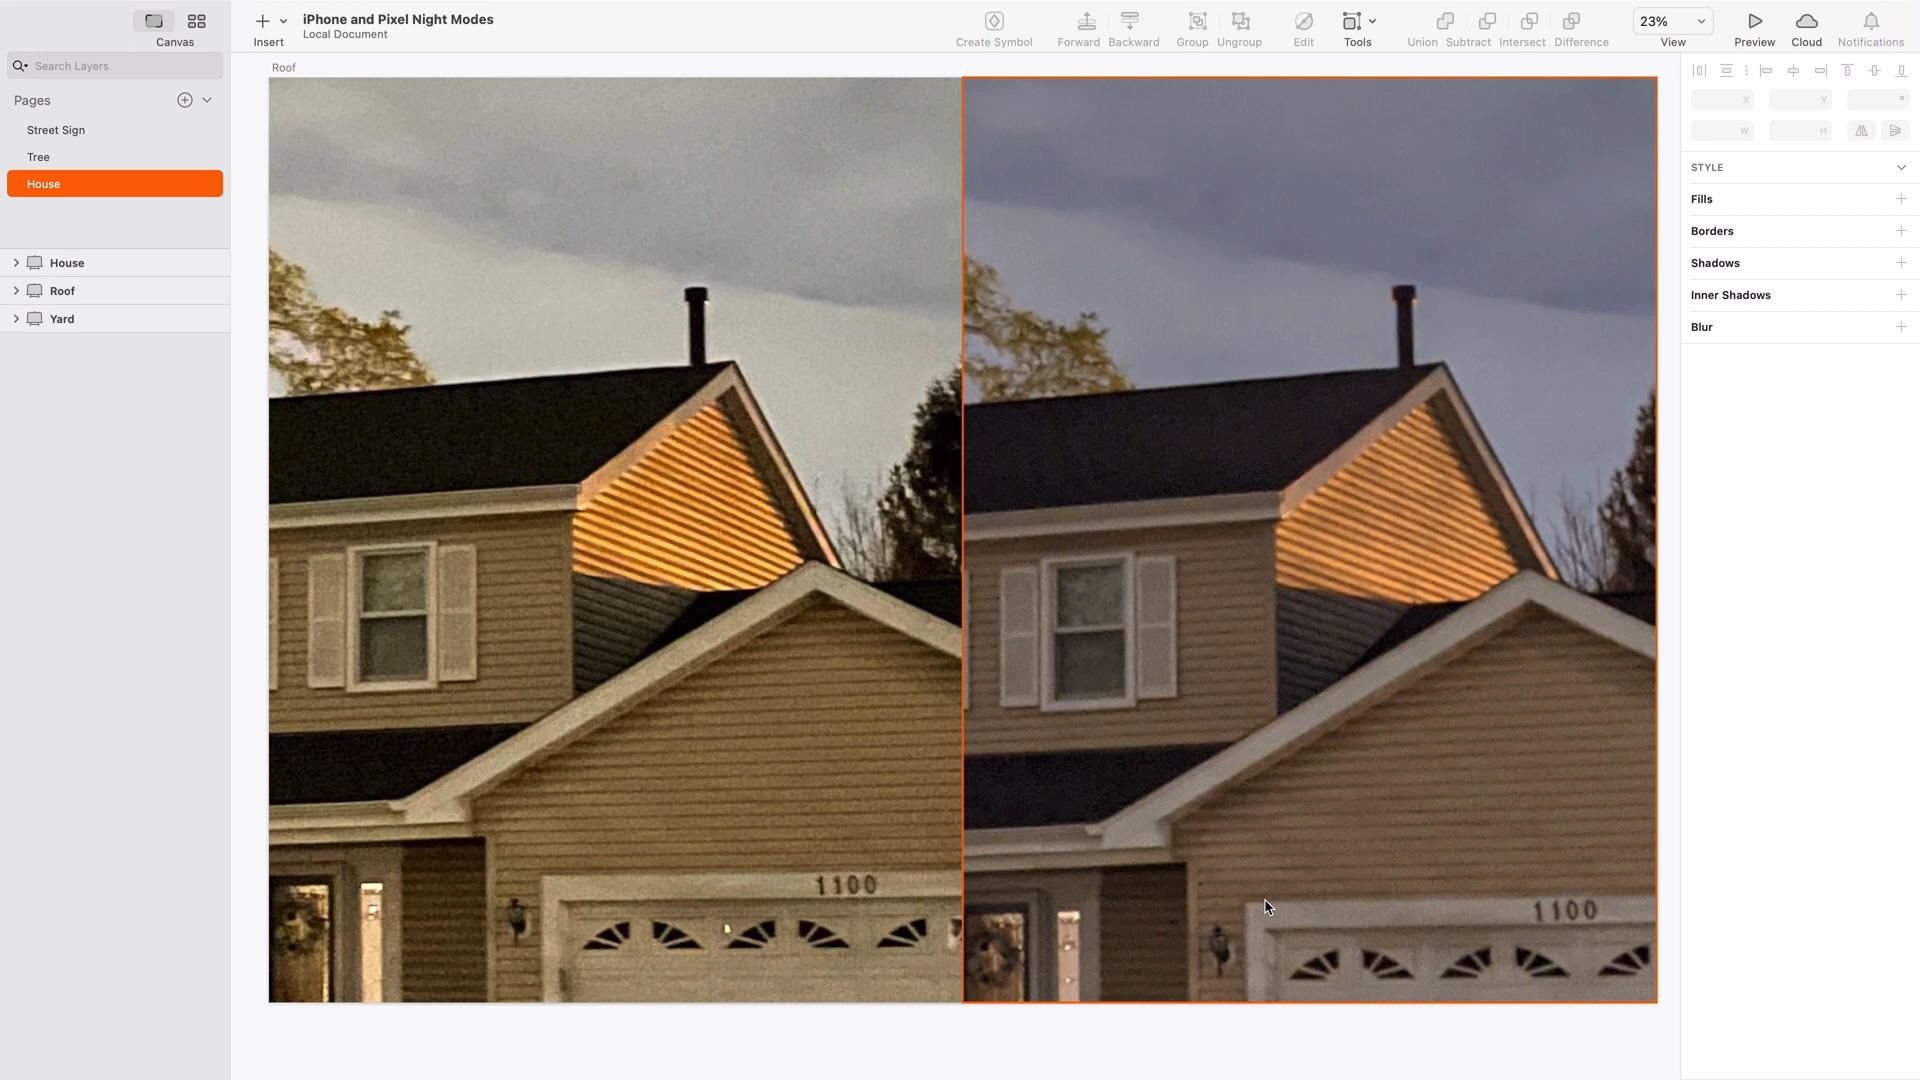 Canvas
Search Layers
Pages
Street Sign
Tree
House
House
Roof
Yard
Insert
iPhone and Pixel Night Modes
Local Document
Create Symbol
Forward
Backward
Group
Ungroup
Edit
Tools
Union
Subtract
Intersect
Difference
23%
View
Preview
Cloud
Notifications
Roof
1100
1100
X
Y
°
W
H
STYLE
Fills
Borders
Shadows
Inner Shadows
Blur